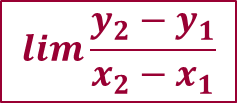 lim y₂ − y₁ / x₂ − x₁